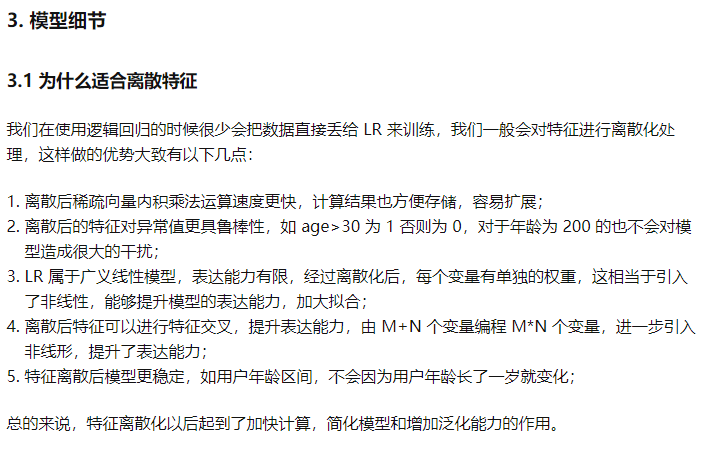 3. 模型细节
3.1 为什么适合离散特征
我们在使用逻辑回归的时候很少会把数据直接丢给 LR 来训练，我们一般会对特征进行离散化处
理，这样做的优势大致有以下几点：
1. 离散后稀疏向量内积乘法运算速度更快，计算结果也方便存储，容易扩展；
2. 离散后的特征对异常值更具鲁棒性，如 age>30 为 1 否则为 0，对于年龄为 200 的也不会对模
型造成很大的干扰；
3. LR 属于广义线性模型，表达能力有限，经过离散化后，每个变量有单独的权重，这相当于引入
了非线性，能够提升模型的表达能力，加大拟合；
4. 离散后特征可以进行特征交叉，提升表达能力，由 M+N 个变量编程 M*N 个变量，进一步引入
非线形，提升了表达能力；
5. 特征离散后模型更稳定，如用户年龄区间，不会因为用户年龄长了一岁就变化；
总的来说，特征离散化以后起到了加快计算，简化模型和增加泛化能力的作用。